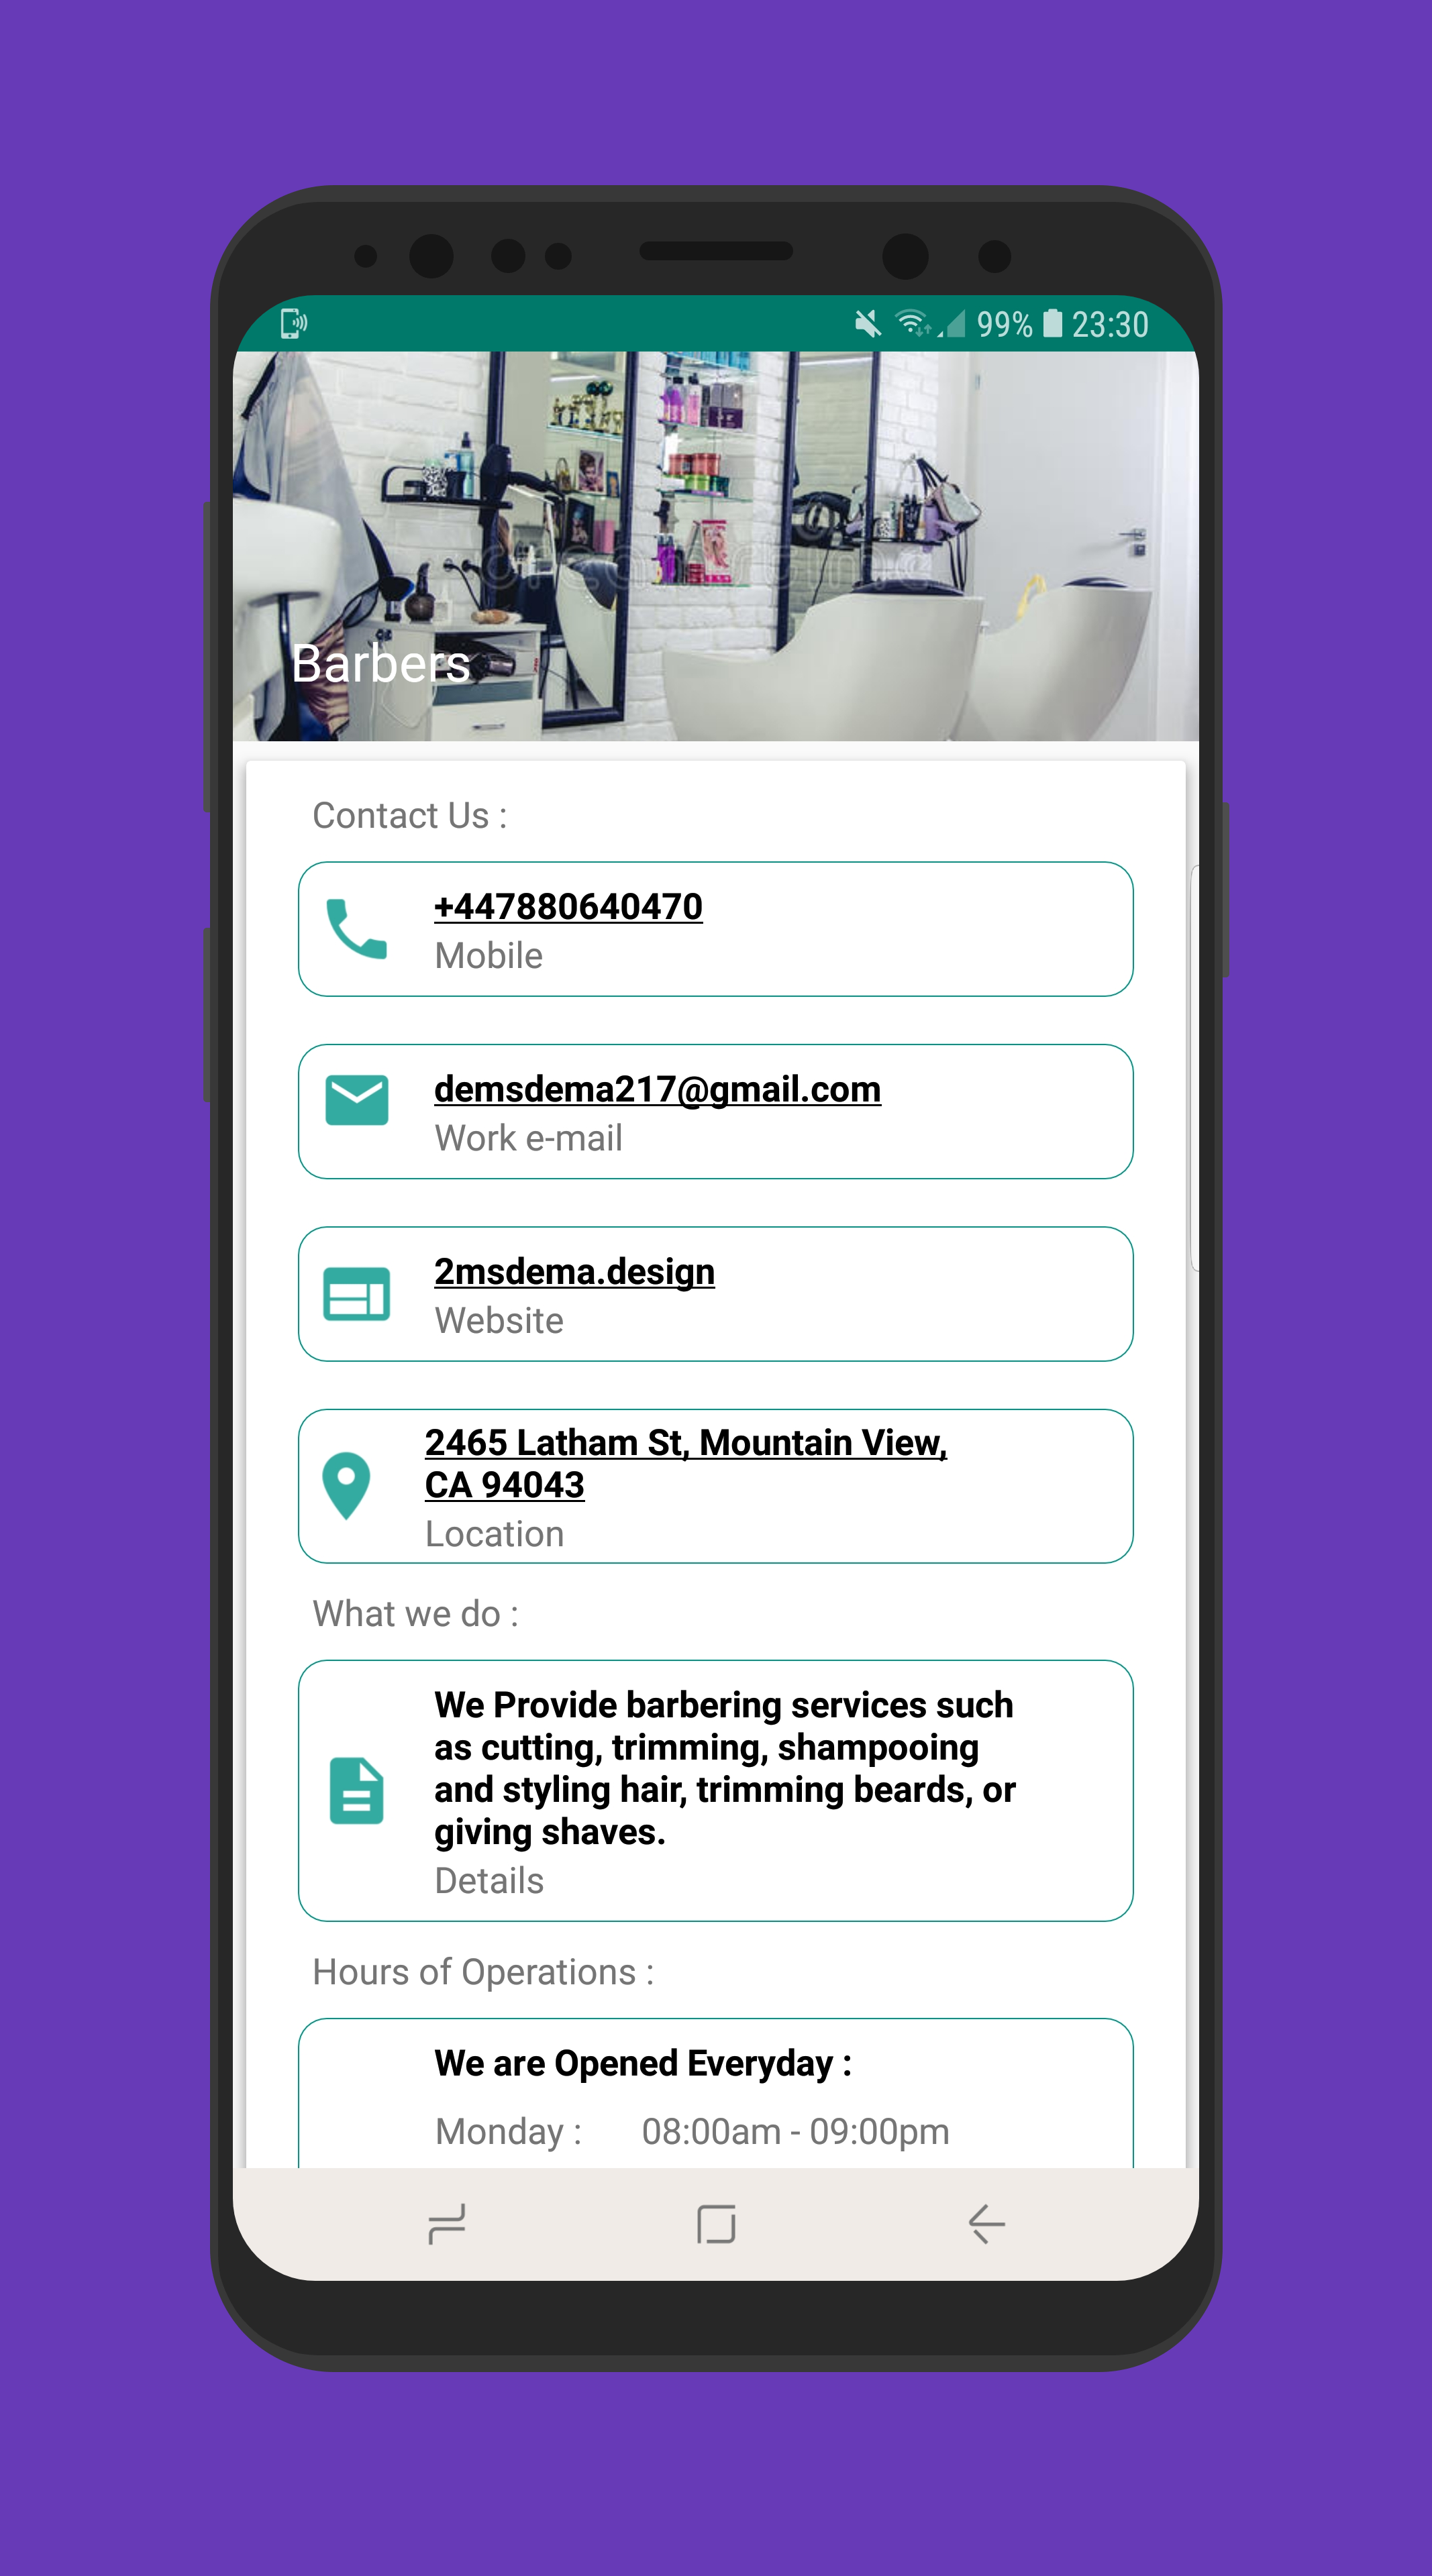 99% 23:30
Barbers
Contact Us :
+447880640470
Mobile
demsdema217@gmail.com
Work e-mail
2msdema.design
Website
2465 Latham St, Mountain View,
CA 94043
Location
What we do :
We Provide barbering services such
as cutting, trimming, shampooing
and styling hair, trimming beards, or
giving shaves.
Details
Hours of Operations :
We are Opened Everyday :
Monday : 08:00am - 09:00pm